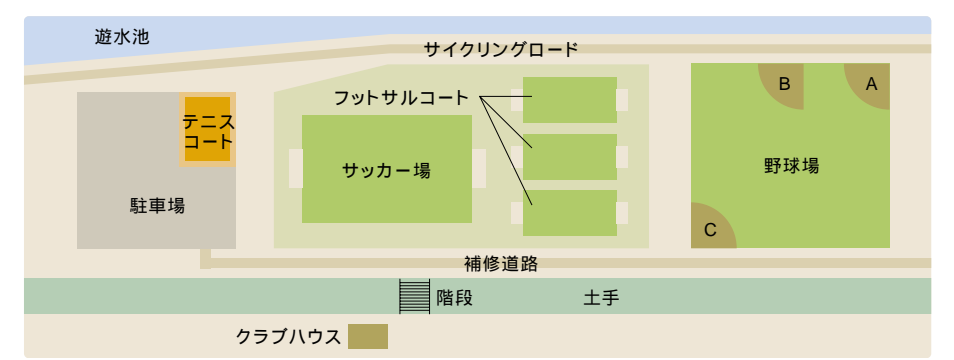 遊水池
サイクリングロード
フットサルコート
テニス
コート
サッカー場
駐車場
B
A
野球場
C
補修道路
階段
土手
クラブハウス